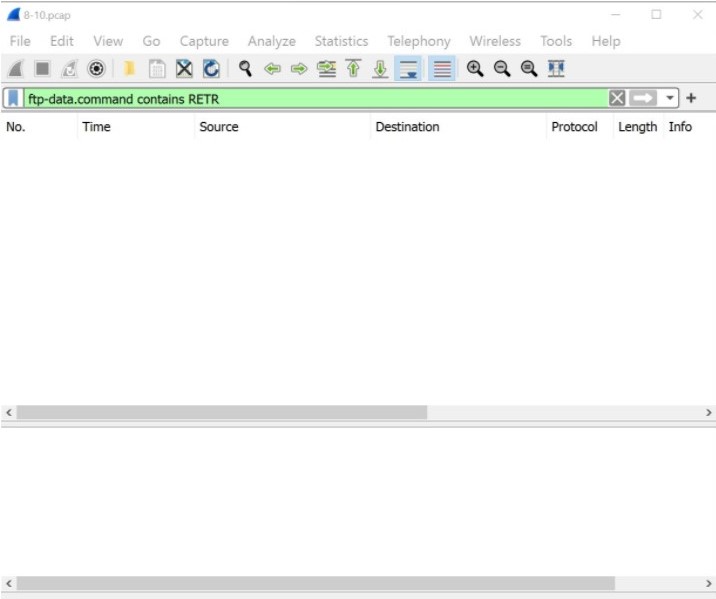 8-10.pcap
File Edit View Go Capture Analyze Statistics Telephony Wireless Tools Help
ftp-data.command contains RETR
No. Time Source Destination Protocol Length Info